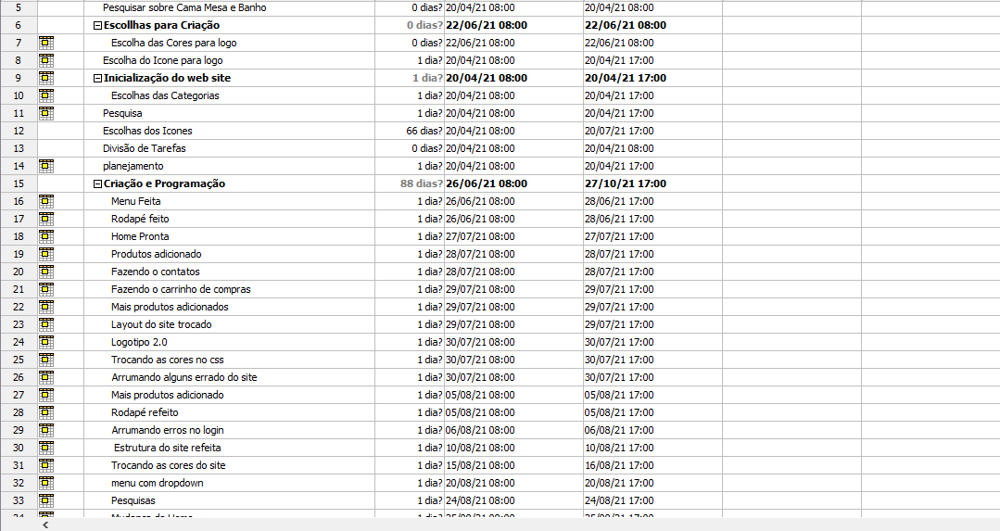 5 Pesquisar sobre Cama Mesa e Banho 0 dias? 20/04/21 08:00 20/04/21 08:00
6 Escollhas para Criação 0 dias? 22/06/21 08:00 22/06/21 08:00
7 Escolha das Cores para logo 0 dias? 22/06/21 08:00 22/06/21 08:00
8 Escolha do Icone para logo 1 dia? 20/04/21 08:00 20/04/21 17:00
9 Inicialização do web site 1 dia? 20/04/21 08:00 20/04/21 17:00
10 Escolhas das Categorias 1 dia? 20/04/21 08:00 20/04/21 17:00
11 Pesquisa 1 dia? 20/04/21 08:00 20/04/21 17:00
12 Escolhas dos Icones 66 dias? 20/04/21 08:00 20/07/21 17:00
13 Divisão de Tarefas 0 dias? 20/04/21 08:00 20/04/21 08:00
14 planejamento 1 dia? 20/04/21 08:00 20/04/21 17:00
15 Criação e Programação 88 dias? 26/06/21 08:00 27/10/21 17:00
16 Menu Feita 1 dia? 26/06/21 08:00 28/06/21 17:00
17 Rodapé feito 1 dia? 26/06/21 08:00 28/06/21 17:00
18 Home Pronta 1 dia? 27/07/21 08:00 27/07/21 17:00
19 Produtos adicionado 1 dia? 28/07/21 08:00 28/07/21 17:00
20 Fazendo o contatos 1 dia? 28/07/21 08:00 28/07/21 17:00
21 Fazendo o carrinho de compras 1 dia? 29/07/21 08:00 29/07/21 17:00
22 Mais produtos adicionados 1 dia? 29/07/21 08:00 29/07/21 17:00
23 Layout do site trocado 1 dia? 29/07/21 08:00 29/07/21 17:00
24 Logotipo 2.0 1 dia? 30/07/21 08:00 30/07/21 17:00
25 Trocando as cores no css 1 dia? 30/07/21 08:00 30/07/21 17:00
26 Arrumando alguns errado do site 1 dia? 30/07/21 08:00 30/07/21 17:00
27 Mais produtos adicionado 1 dia? 05/08/21 08:00 05/08/21 17:00
28 Rodapé refeito 1 dia? 05/08/21 08:00 05/08/21 17:00
29 Arrumando erros no login 1 dia? 06/08/21 08:00 06/08/21 17:00
30 Estrutura do site refeita 1 dia? 10/08/21 08:00 10/08/21 17:00
31 Trocando as cores do site 1 dia? 15/08/21 08:00 16/08/21 17:00
32 menu com dropdown 1 dia? 20/08/21 08:00 20/08/21 17:00
33 Pesquisas 1 dia? 24/08/21 08:00 24/08/21 17:00